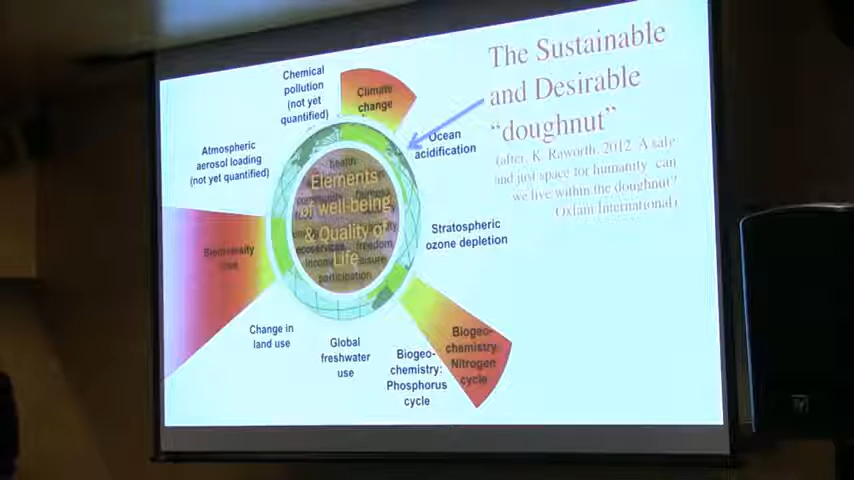 The Sustainable
and Desirable
"doughnut"
(after, K. Raworth. 2012. A safe
and just space for humanity can
we live within the doughnut?
Oxfam International)
Chemical
pollution
(not yet
quantified)
Climate
change
Ocean
acidification
Atmospheric
aerosol loading
(not yet quantified)
Stratospheric
ozone depletion
Biodiversity
loss
Change in
land use
Global
freshwater
use
Biogeo-
chemistry:
Phosphorus
cycle
Biogeo-
chemistry:
Nitrogen
cycle
health
Elements
of well-being
& Quality of
Life
ecoservices freedom
income
participation